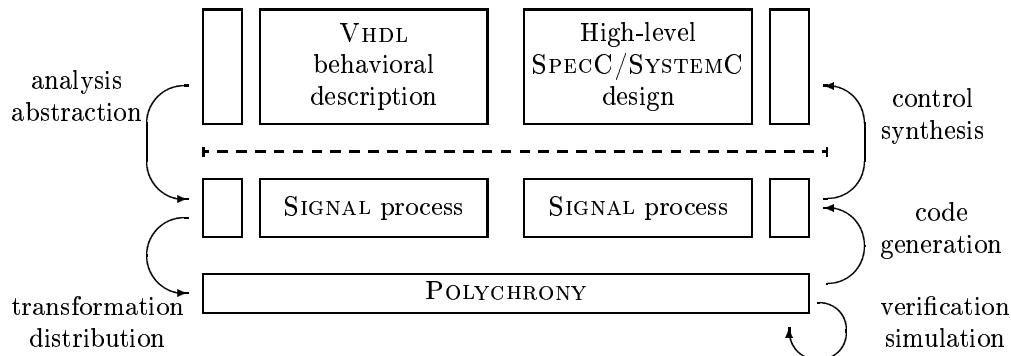 analysis
abstraction
VHDL
behavioral
description
High-level
SPECC/SYSTEMC
design
control
synthesis
SIGNAL process
SIGNAL process
code
generation
transformation
distribution
POLYCHRONY
verification
simulation